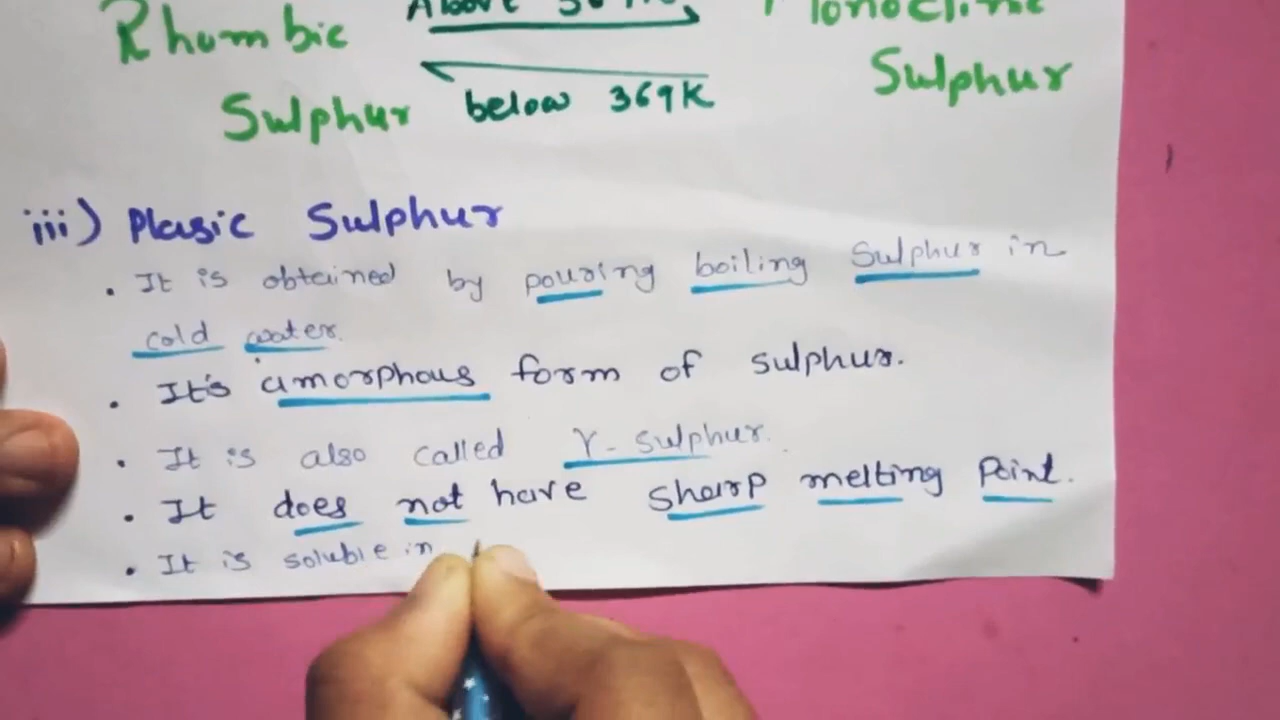 Rhombic
Sulphur
Above
below 369K
Sulphur
iii) Plasic Sulphur
. It is obtained by pouring boiling Sulphur in
cold water.
. It's amorphous form of sulphur.
. It is also called γ- sulphur.
. It does not have sharp melting Point.
. It is soluble in